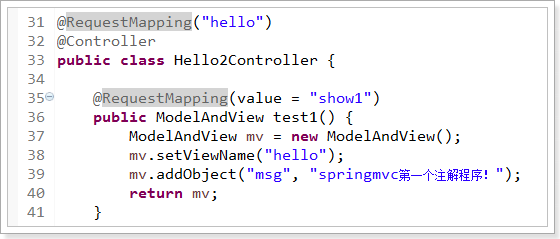 31 @RequestMapping("hello")
32 @Controller
33 public class Hello2Controller {
34
35 @RequestMapping(value = "show1")
36 public ModelAndView test1() {
37 ModelAndView mv = new ModelAndView();
38 mv.setViewName("hello");
39 mv.addObject("msg", "springmvc第一个注解程序! ");
40 return mv;
41 }